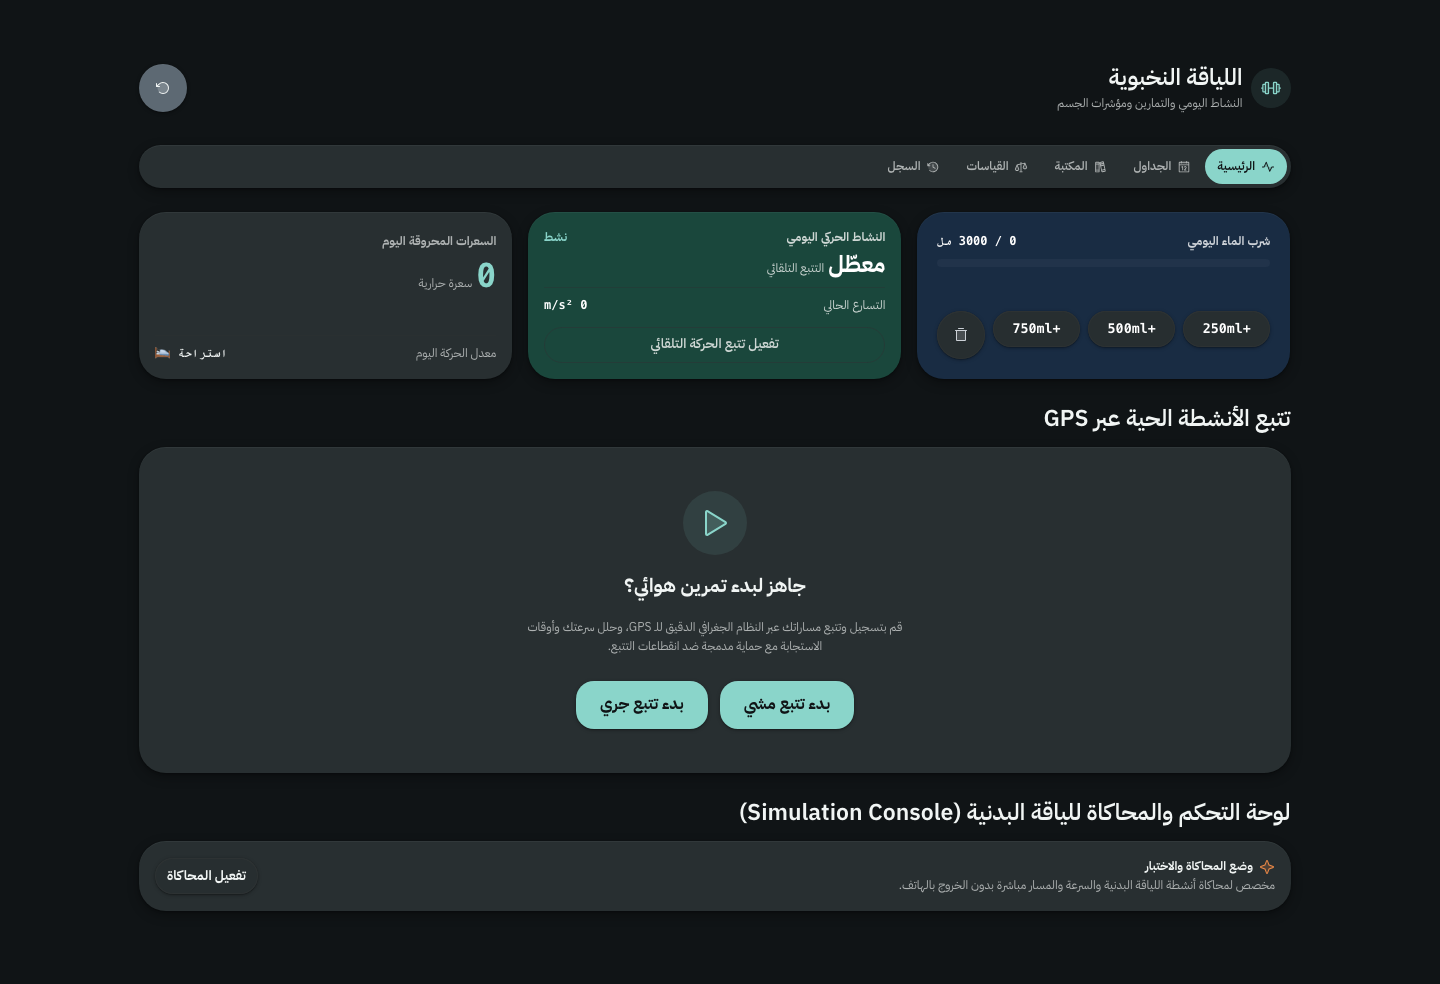 اللياقة النخبوية
النشاط اليومي والتمارين ومؤشرات الجسم
الرئيسية
الجداول
المكتبة
القياسات
السجل
شرب الماء اليومي
0 / 3000 مل
+250ml
+500ml
+750ml
النشاط الحركي اليومي
نشط
معطّل التتبع التلقائي
التسارع الحالي
0 m/s²
تفعيل تتبع الحركة التلقائي
السعرات المحروقة اليوم
0 سعرة حرارية
معدل الحركة اليوم
استراحة 🛌
تتبع الأنشطة الحية عبر GPS
جاهز لبدء تمرين هوائي؟
قم بتسجيل وتتبع مساراتك عبر النظام الجغرافي الدقيق للـ GPS، وحلل سرعتك وأوقات
الاستجابة مع حماية مدمجة ضد انقطاعات التتبع.
بدء تتبع مشي
بدء تتبع جري
لوحة التحكم والمحاكاة للياقة البدنية (Simulation Console)
وضع المحاكاة والاختبار
مخصص لمحاكاة أنشطة اللياقة البدنية والسرعة والمسار مباشرة بدون الخروج بالهاتف.
تفعيل المحاكاة